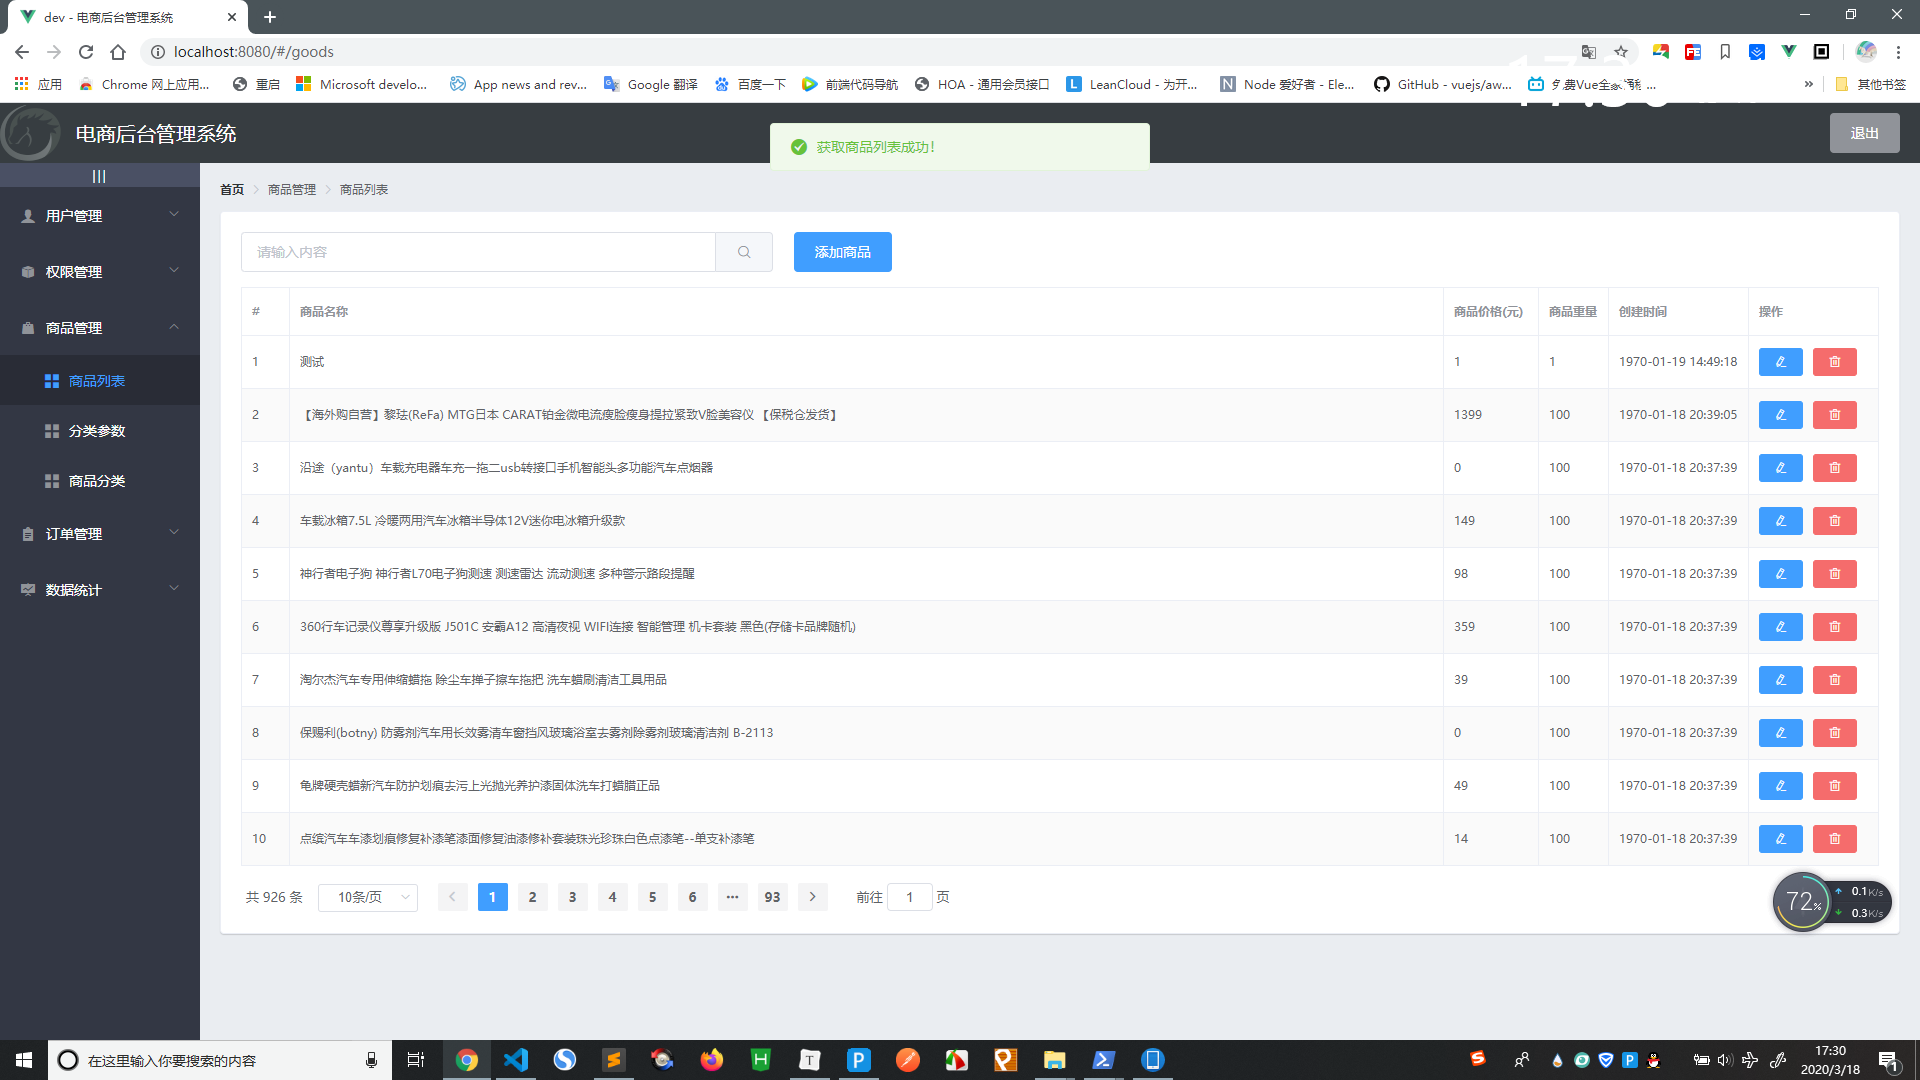 dev - 电商后台管理系统
localhost:8080/#/goods
应用 Chrome 网上应用... 重启 Microsoft develo... App news and rev... Google 翻译 百度一下 前端代码导航 HOA - 通用会员接口 LeanCloud - 为开... Node 爱好者 - Ele... GitHub - vuejs/aw... » 其他书签
电商后台管理系统
获取商品列表成功!
退出
|||
首页 商品管理 商品列表
用户管理
权限管理
商品管理
商品列表
分类参数
商品分类
订单管理
数据统计
请输入内容 添加商品
# 商品名称 商品价格(元) 商品重量 创建时间 操作
1 测试 1 1 1970-01-19 14:49:18
2 【海外购自营】黎珐(ReFa) MTG日本 CARAT铂金微电流瘦脸瘦身提拉紧致V脸美容仪 【保税仓发货】 1399 100 1970-01-18 20:39:05
3 沿途（yantu）车载充电器车充一拖二usb转接口手机智能头多功能汽车点烟器 0 100 1970-01-18 20:37:39
4 车载冰箱7.5L 冷暖两用汽车冰箱半导体12V迷你电冰箱升级款 149 100 1970-01-18 20:37:39
5 神行者电子狗 神行者L70电子狗测速 测速雷达 流动测速 多种警示路段提醒 98 100 1970-01-18 20:37:39
6 360行车记录仪尊享升级版 J501C 安霸A12 高清夜视 WIFI连接 智能管理 机卡套装 黑色(存储卡品牌随机) 359 100 1970-01-18 20:37:39
7 淘尔杰汽车专用伸缩蜡拖 除尘车掸子擦车拖把 洗车蜡刷清洁工具用品 39 100 1970-01-18 20:37:39
8 保赐利(botny) 防雾剂汽车用长效雾清车窗挡风玻璃浴室去雾剂除雾剂玻璃清洁剂 B-2113 0 100 1970-01-18 20:37:39
9 龟牌硬壳蜡新汽车防护划痕去污上光抛光养护漆固体洗车打蜡腊正品 49 100 1970-01-18 20:37:39
10 点缤汽车车漆划痕修复补漆笔漆面修复油漆修补套装珠光珍珠白色点漆笔--单支补漆笔 14 100 1970-01-18 20:37:39
共 926 条 10条/页 1 2 3 4 5 6 ··· 93 前往 1 页
72% 0.1K/s
0.3K/s
在这里输入你要搜索的内容
17:30
2020/3/18
1